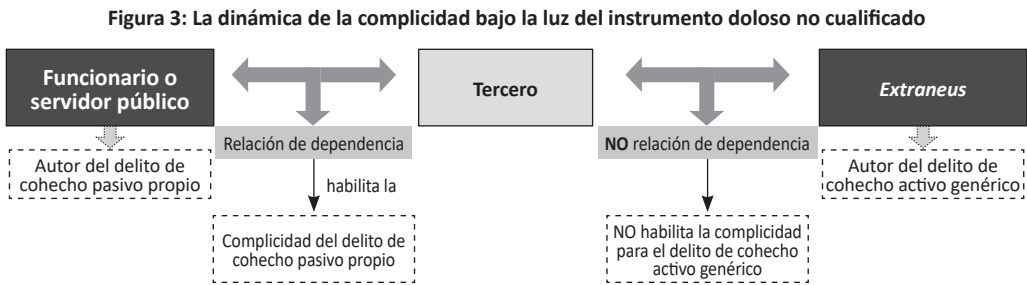 Figura 3: La dinámica de la complicidad bajo la luz del instrumento doloso no cualificado
Funcionario o
servidor público
Tercero
Extraneus
Relación de dependencia
NO relación de dependencia
Autor del delito de
cohecho pasivo propio
Autor del delito de
cohecho activo genérico
habilita la
Complicidad del delito de
cohecho pasivo propio
NO habilita la complicidad
para el delito de cohecho
activo genérico